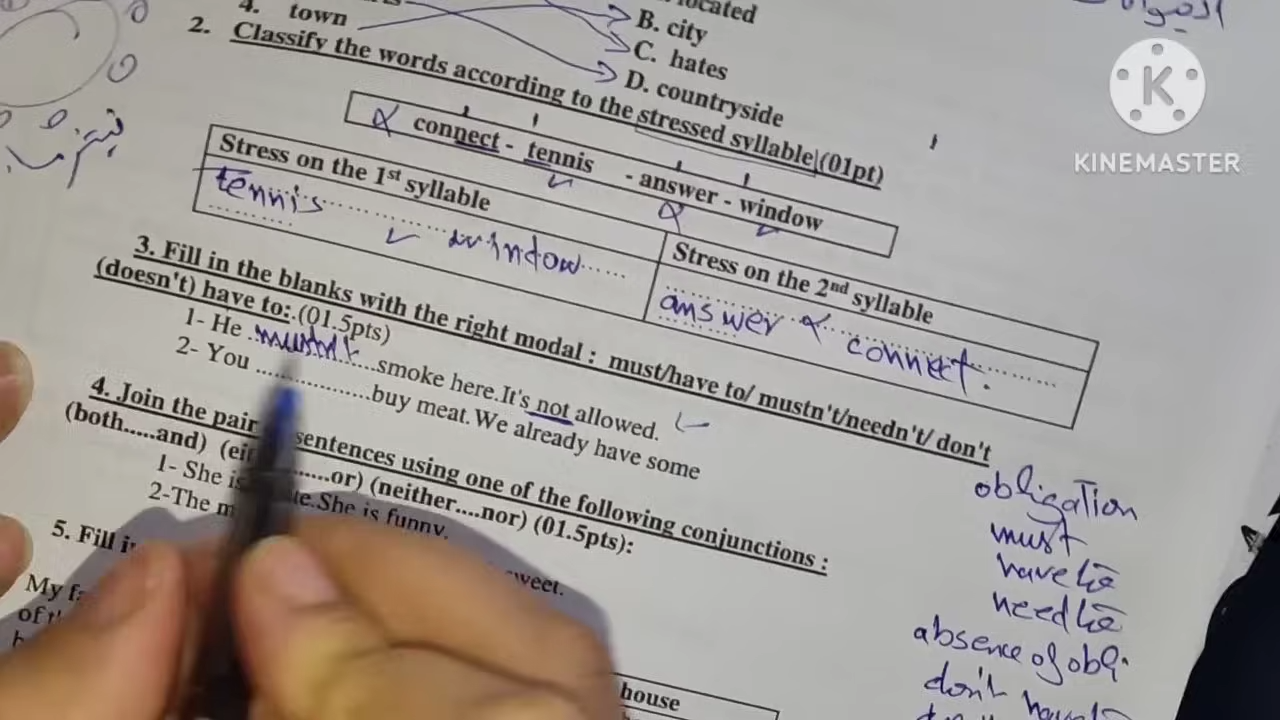 located
4. town
B. city
C. hates
D. countryside
2. Classify the words according to the stressed syllable (01pt)
connect - tennis - answer - window
Stress on the 1st syllable
Stress on the 2nd syllable
tennis window
answer connect.
3. Fill in the blanks with the right modal : must/have to/ mustn't/needn't/ don't
(doesn't) have to:.(01.5pts)
1- He mustn't smoke here.It's not allowed.
2- You ................buy meat.We already have some
4. Join the pair sentences using one of the following conjunctions :
(both.....and) (neither....nor) (01.5pts):
1- She She is funny.
2-The
sweet.
5. Fill
My
house
obligation
must
have to
need to
absence of obli
don't have to
KINEMASTER
K